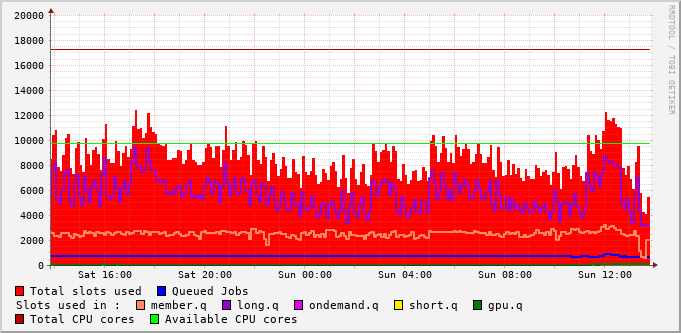 20000
18000
16000
14000
12000
10000
8000
6000
4000
2000
0
Sat 16:00 Sat 20:00 Sun 00:00 Sun 04:00 Sun 08:00 Sun 12:00
Total slots used Queued Jobs
Slots used in : member.q long.q ondemand.q short.q gpu.q
Total CPU cores Available CPU cores
RRDTOOL / TOBI OETIKER